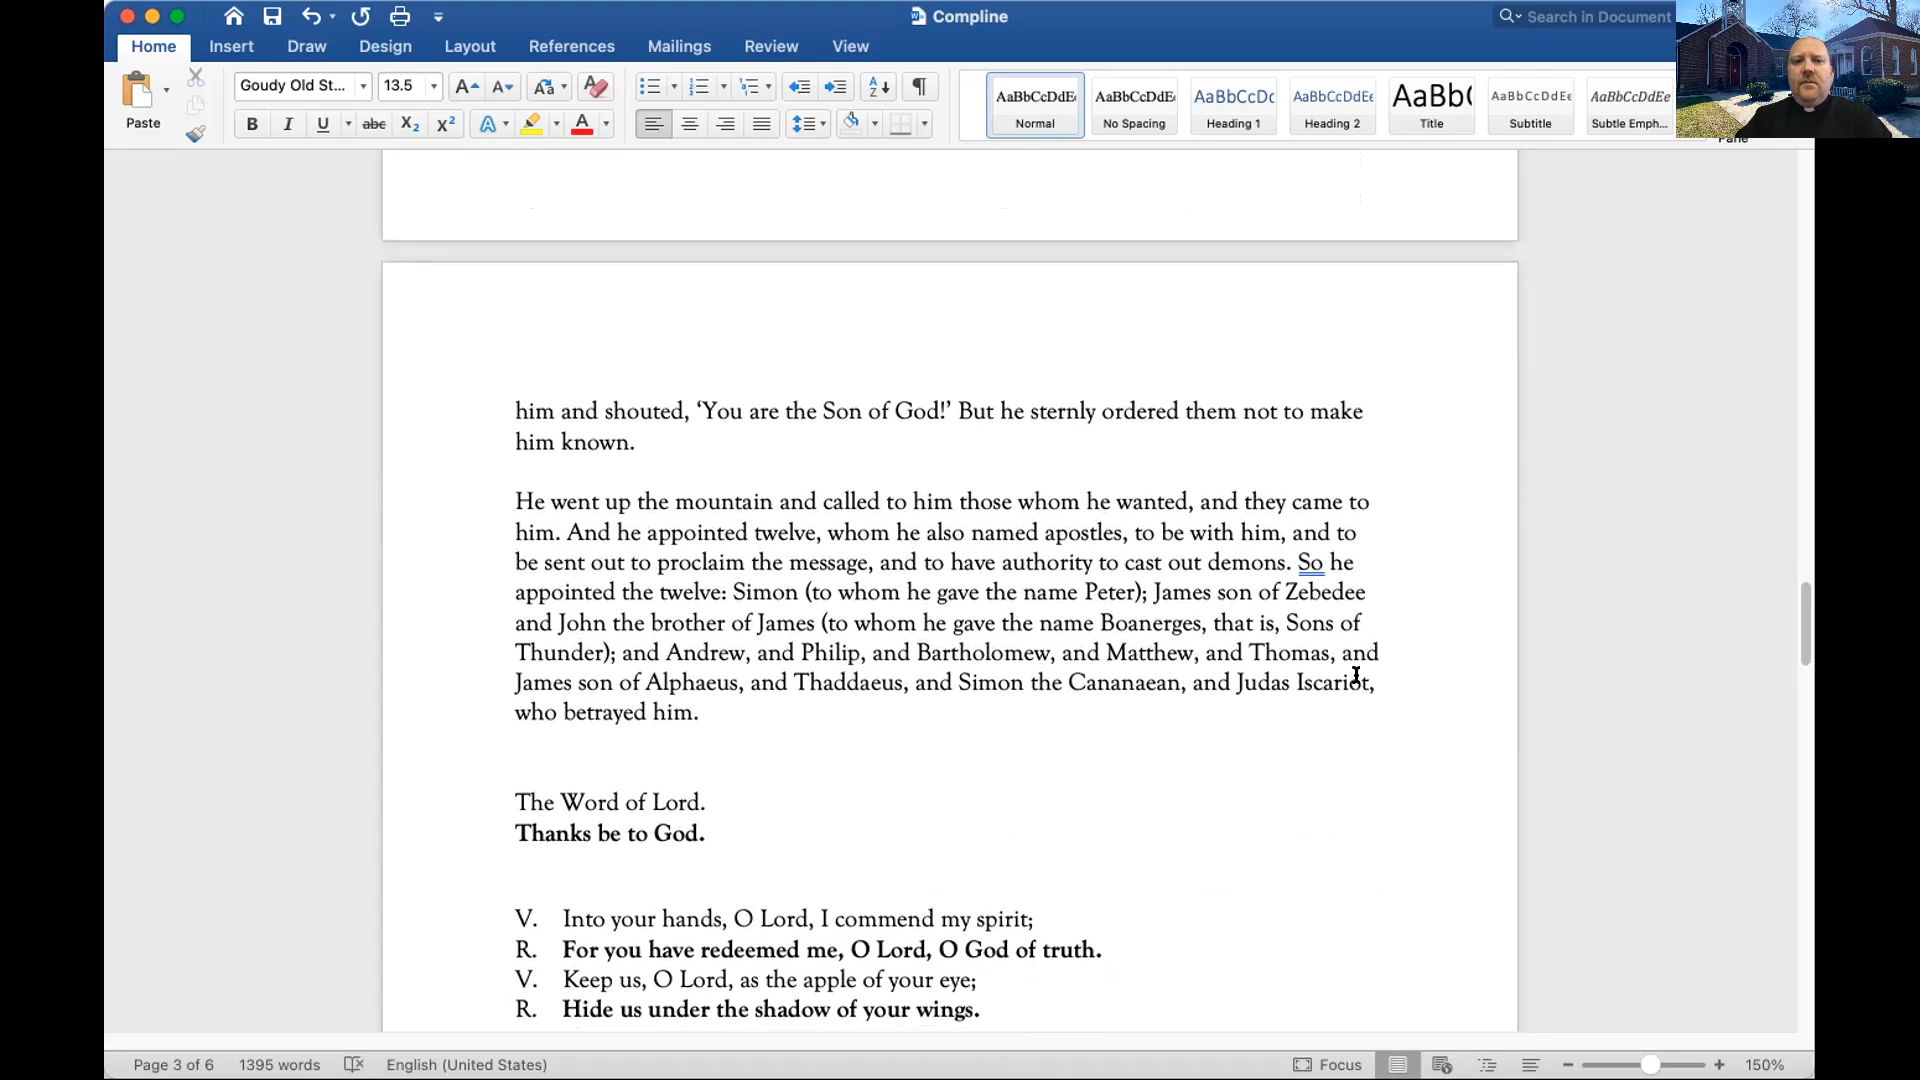 Compline
Search in Document
Home Insert Draw Design Layout References Mailings Review View
Goudy Old St... 13.5
Paste
AaBbCcDdE AaBbCcDdE AaBbCcDc AaBbCcDdEe AaBb( AaBbCcDdEe AaBbCcDdEe
Normal No Spacing Heading 1 Heading 2 Title Subtitle Subtle Emph...
Pane
him and shouted, ‘You are the Son of God!’ But he sternly ordered them not to make
him known.
He went up the mountain and called to him those whom he wanted, and they came to
him. And he appointed twelve, whom he also named apostles, to be with him, and to
be sent out to proclaim the message, and to have authority to cast out demons. So he
appointed the twelve: Simon (to whom he gave the name Peter); James son of Zebedee
and John the brother of James (to whom he gave the name Boanerges, that is, Sons of
Thunder); and Andrew, and Philip, and Bartholomew, and Matthew, and Thomas, and
James son of Alphaeus, and Thaddaeus, and Simon the Cananaean, and Judas Iscariot,
who betrayed him.
The Word of Lord.
Thanks be to God.
V. Into your hands, O Lord, I commend my spirit;
R. For you have redeemed me, O Lord, O God of truth.
V. Keep us, O Lord, as the apple of your eye;
R. Hide us under the shadow of your wings.
Page 3 of 6 1395 words English (United States) Focus 150%